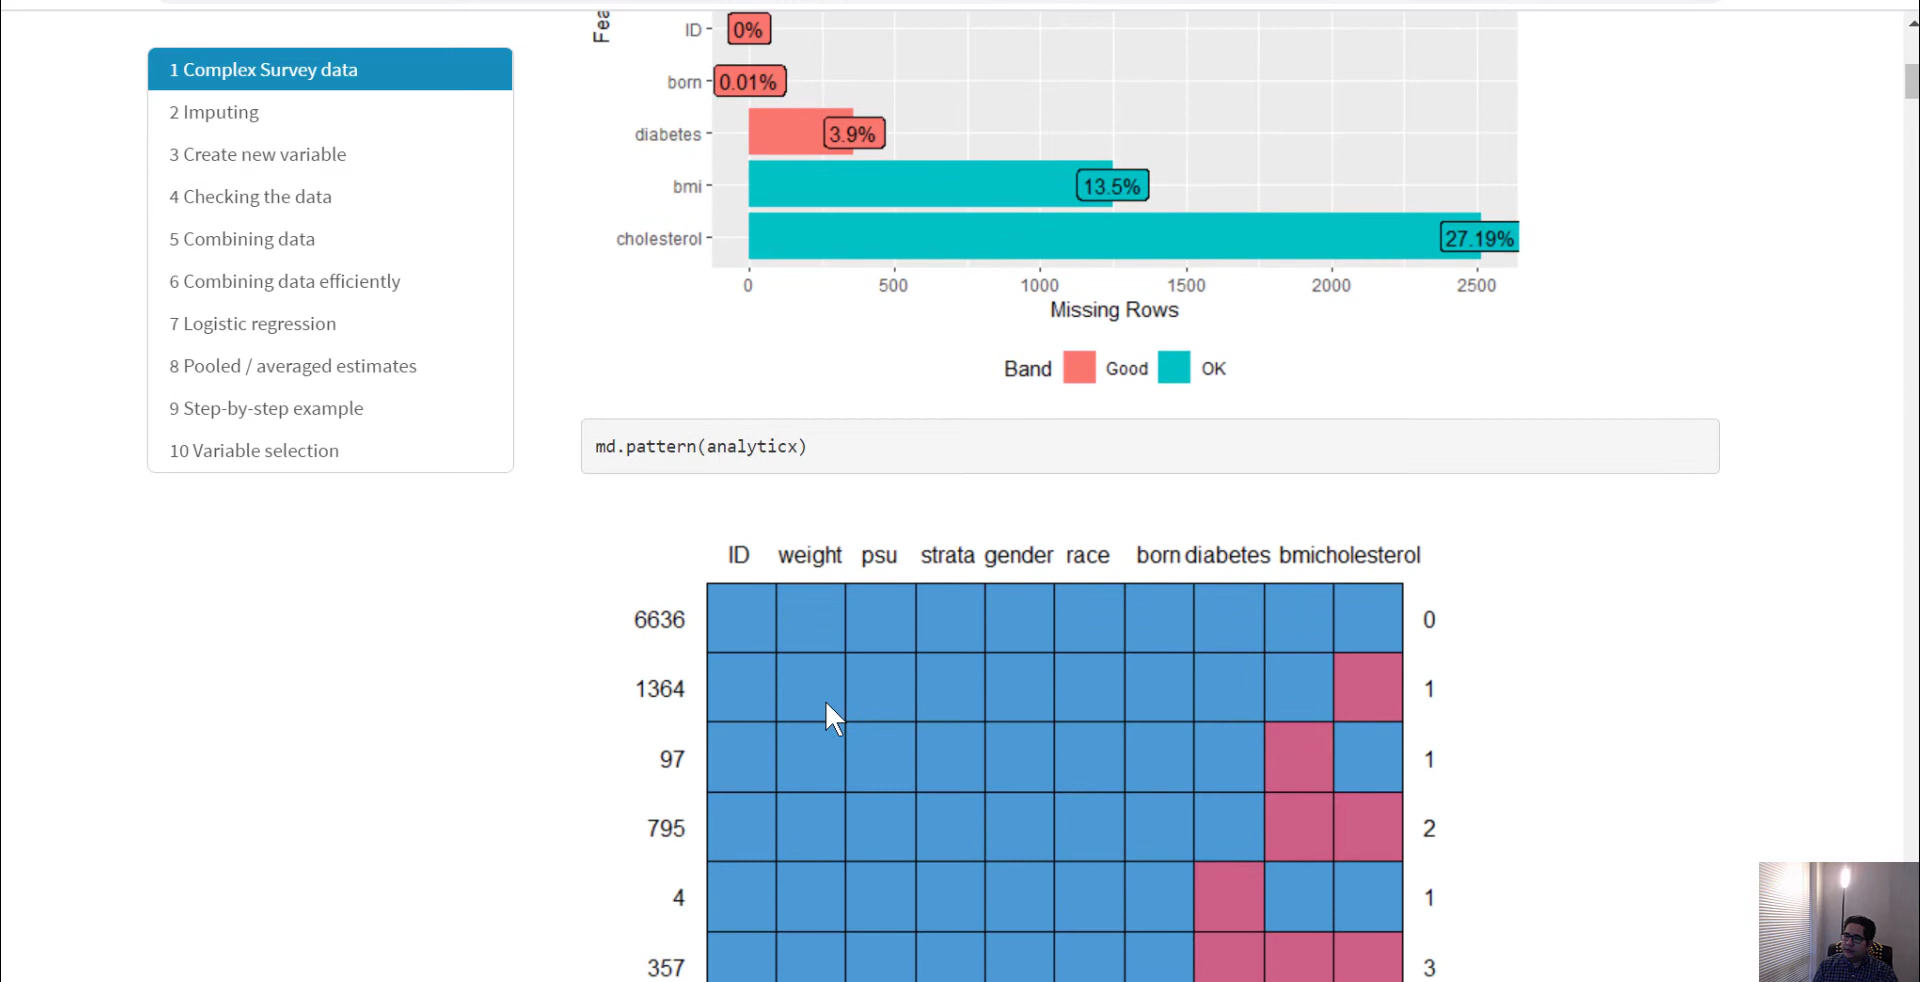 1 Complex Survey data
2 Imputing
3 Create new variable
4 Checking the data
5 Combining data
6 Combining data efficiently
7 Logistic regression
8 Pooled / averaged estimates
9 Step-by-step example
10 Variable selection
Fea
ID 0%
born 0.01%
diabetes 3.9%
bmi 13.5%
cholesterol 27.19%
0 500 1000 1500 2000 2500
Missing Rows
Band Good OK
md.pattern(analyticx)
ID weight psu strata gender race born diabetes bmi cholesterol
6636 0
1364 1
97 1
795 2
4 1
357 3